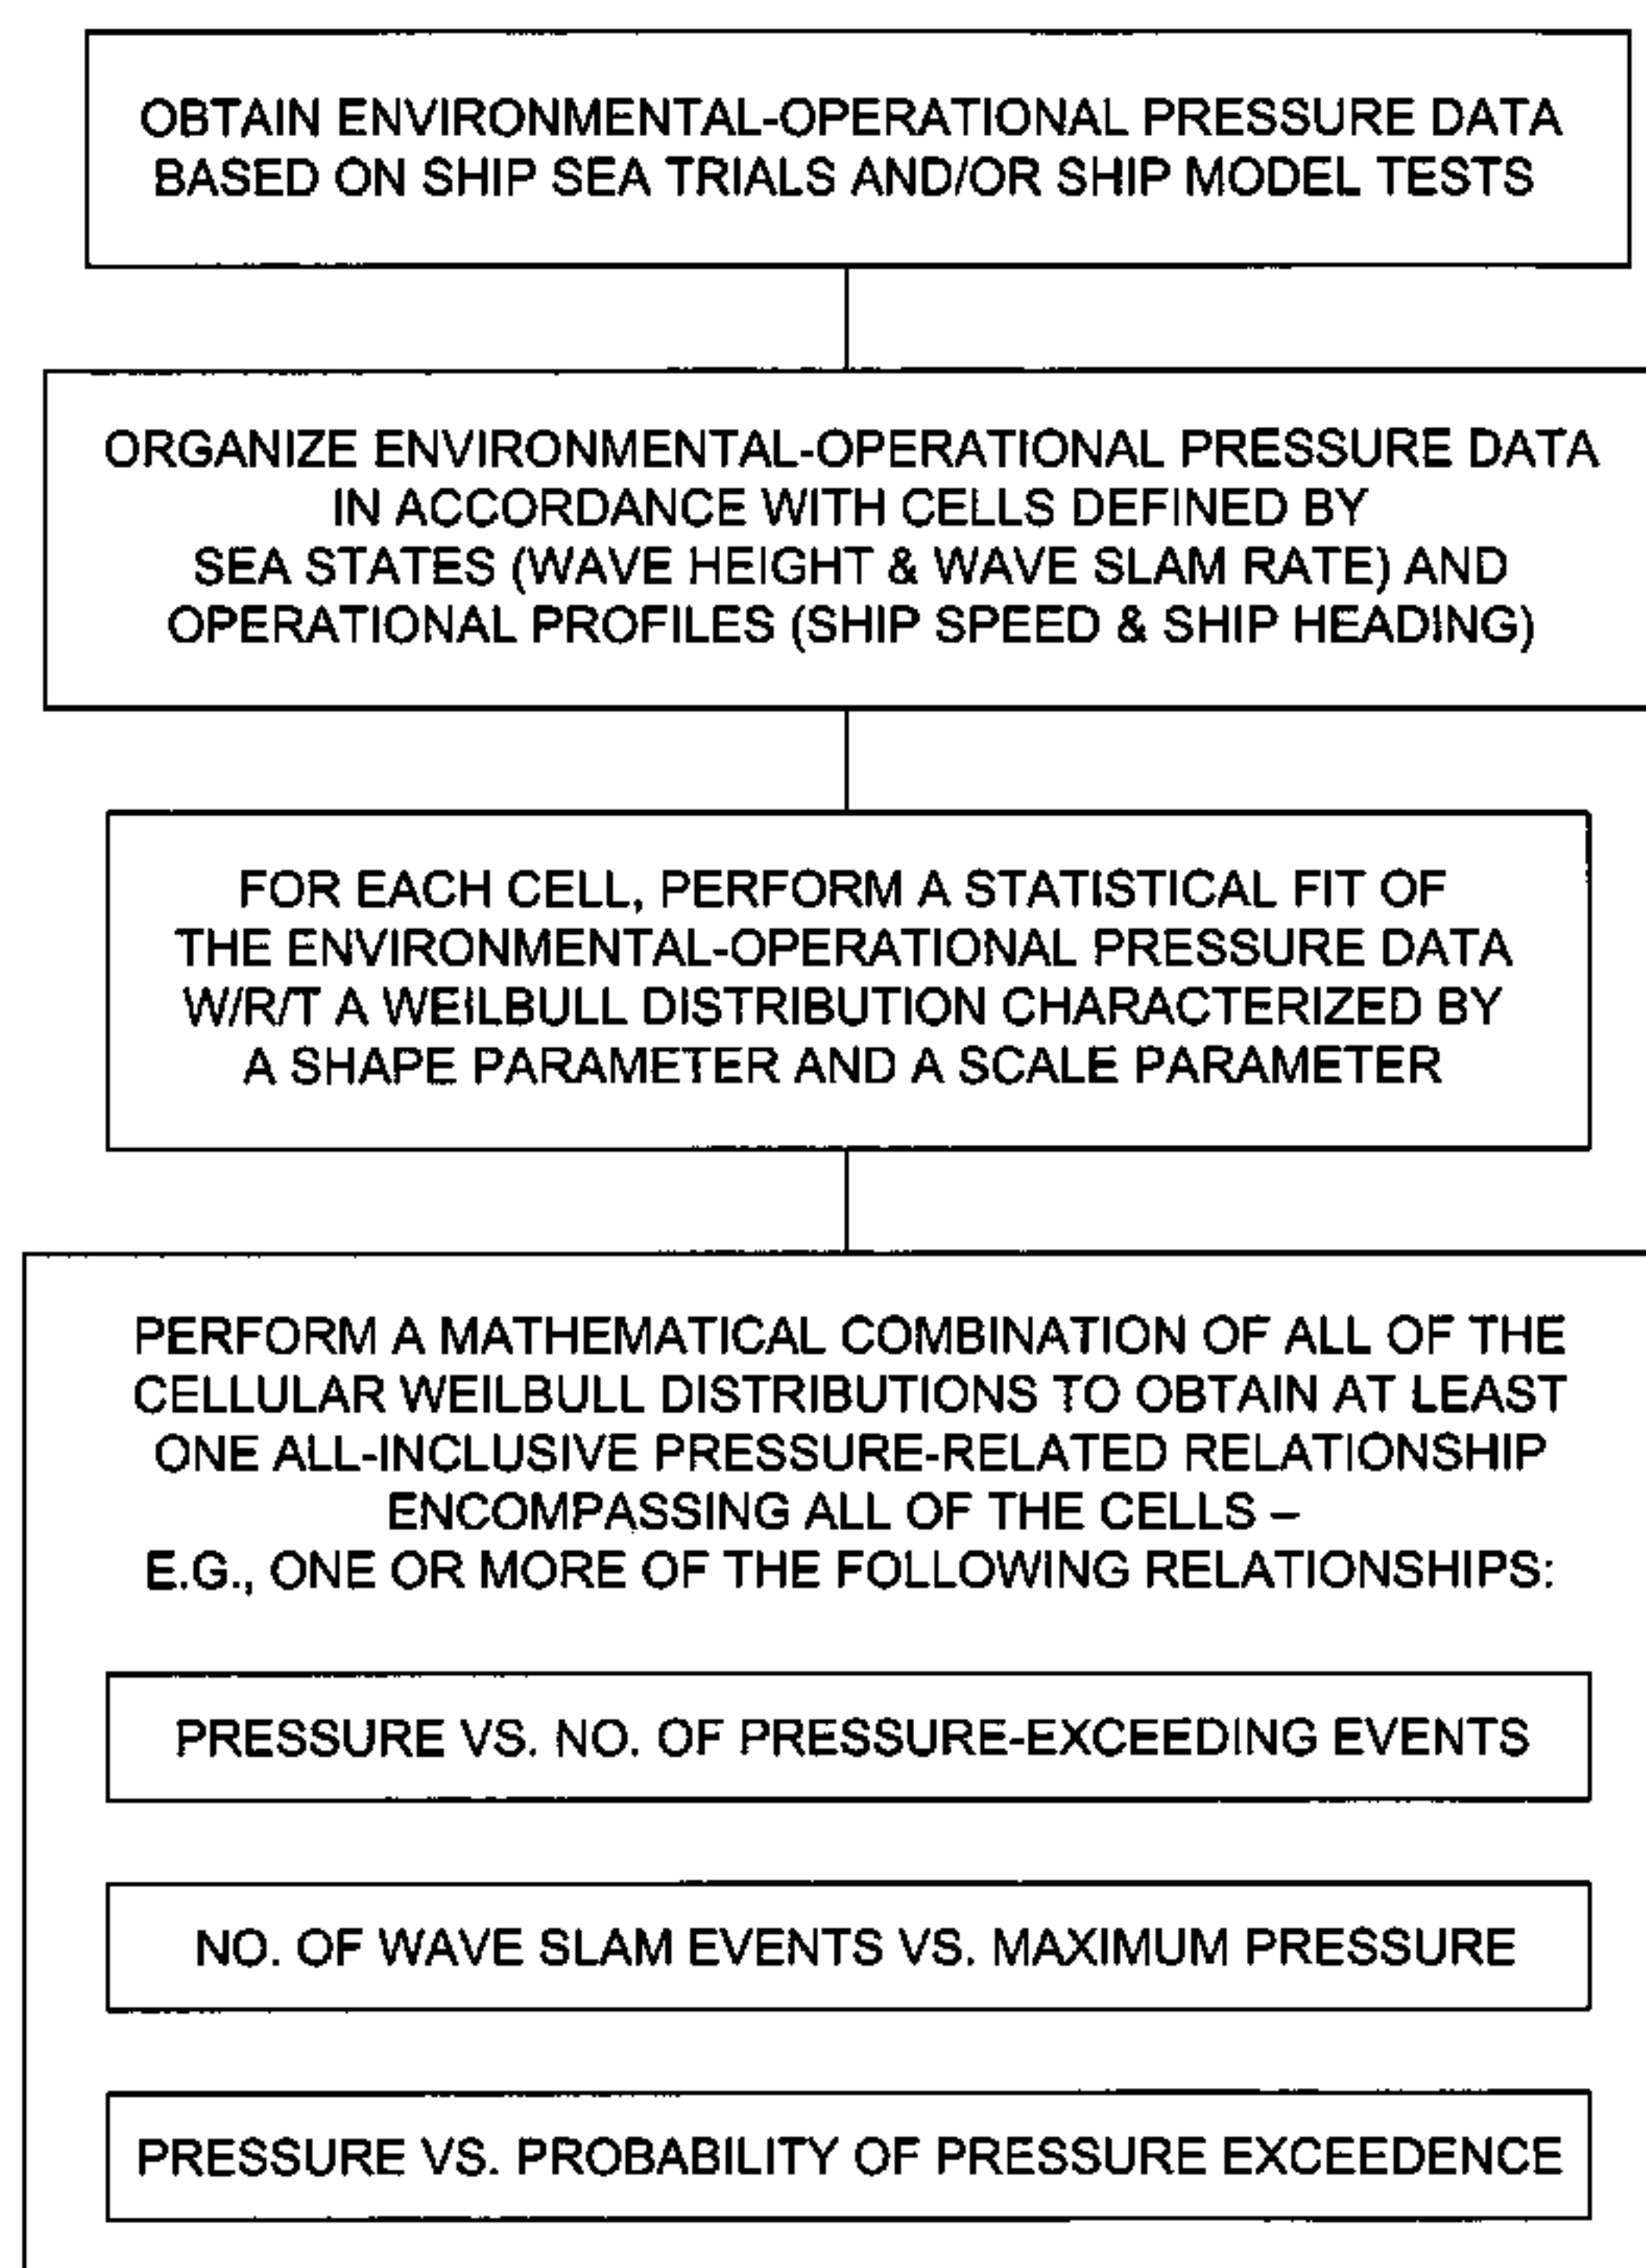 OBTAIN ENVIRONMENTAL-OPERATIONAL PRESSURE DATA
BASED ON SHIP SEA TRIALS AND/OR SHIP MODEL TESTS
ORGANIZE ENVIRONMENTAL-OPERATIONAL PRESSURE DATA
IN ACCORDANCE WITH CELLS DEFINED BY
SEA STATES (WAVE HEIGHT & WAVE SLAM RATE) AND
OPERATIONAL PROFILES (SHIP SPEED & SHIP HEADING)
FOR EACH CELL, PERFORM A STATISTICAL FIT OF
THE ENVIRONMENTAL-OPERATIONAL PRESSURE DATA
W/R/T A WEILBULL DISTRIBUTION CHARACTERIZED BY
A SHAPE PARAMETER AND A SCALE PARAMETER
PERFORM A MATHEMATICAL COMBINATION OF ALL OF THE
CELLULAR WEILBULL DISTRIBUTIONS TO OBTAIN AT LEAST
ONE ALL-INCLUSIVE PRESSURE-RELATED RELATIONSHIP
ENCOMPASSING ALL OF THE CELLS –
E.G., ONE OR MORE OF THE FOLLOWING RELATIONSHIPS:
PRESSURE VS. NO. OF PRESSURE-EXCEEDING EVENTS
NO. OF WAVE SLAM EVENTS VS. MAXIMUM PRESSURE
PRESSURE VS. PROBABILITY OF PRESSURE EXCEEDENCE